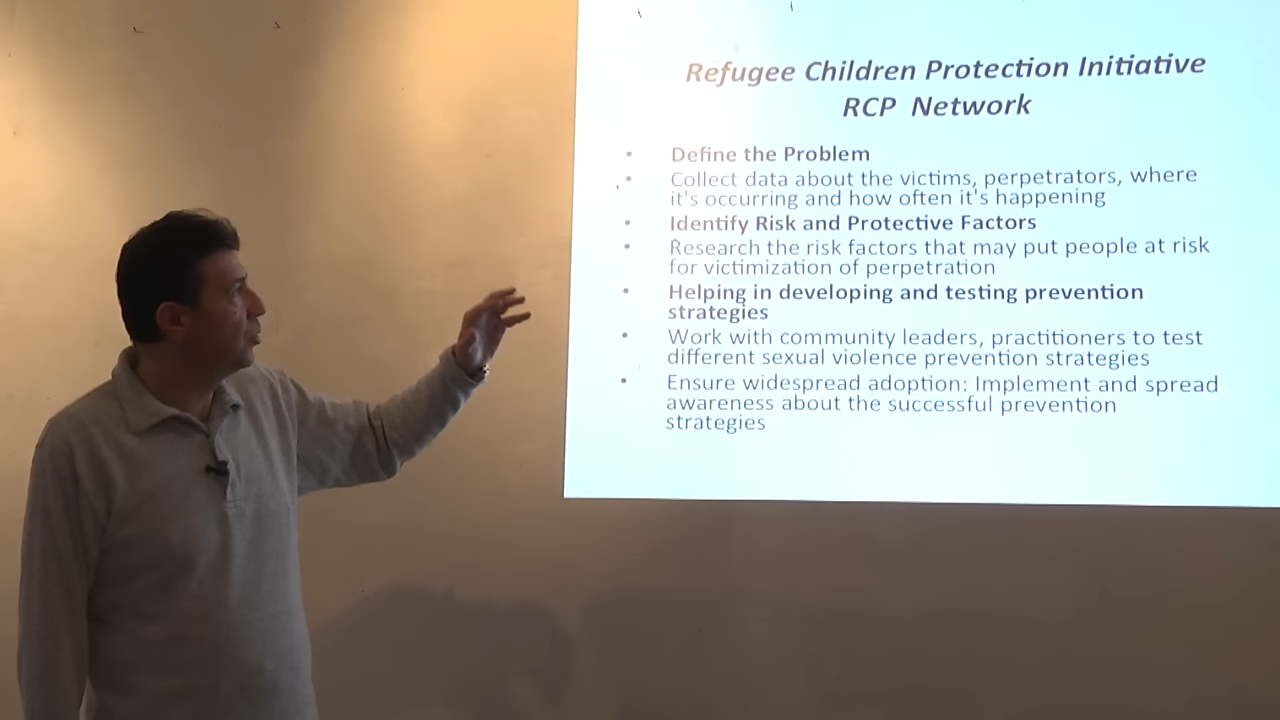 Refugee Children Protection Initiative
RCP Network
• Define the Problem
• Collect data about the victims, perpetrators, where
it's occurring and how often it's happening
• Identify Risk and Protective Factors
• Research the risk factors that may put people at risk
for victimization of perpetration
• Helping in developing and testing prevention
strategies
• Work with community leaders, practitioners to test
different sexual violence prevention strategies
• Ensure widespread adoption: Implement and spread
awareness about the successful prevention
strategies